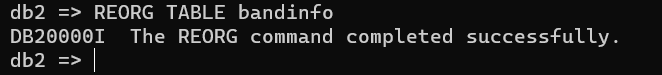 db2 => REORG TABLE bandinfo
DB20000I  The REORG command completed successfully.
db2 =>